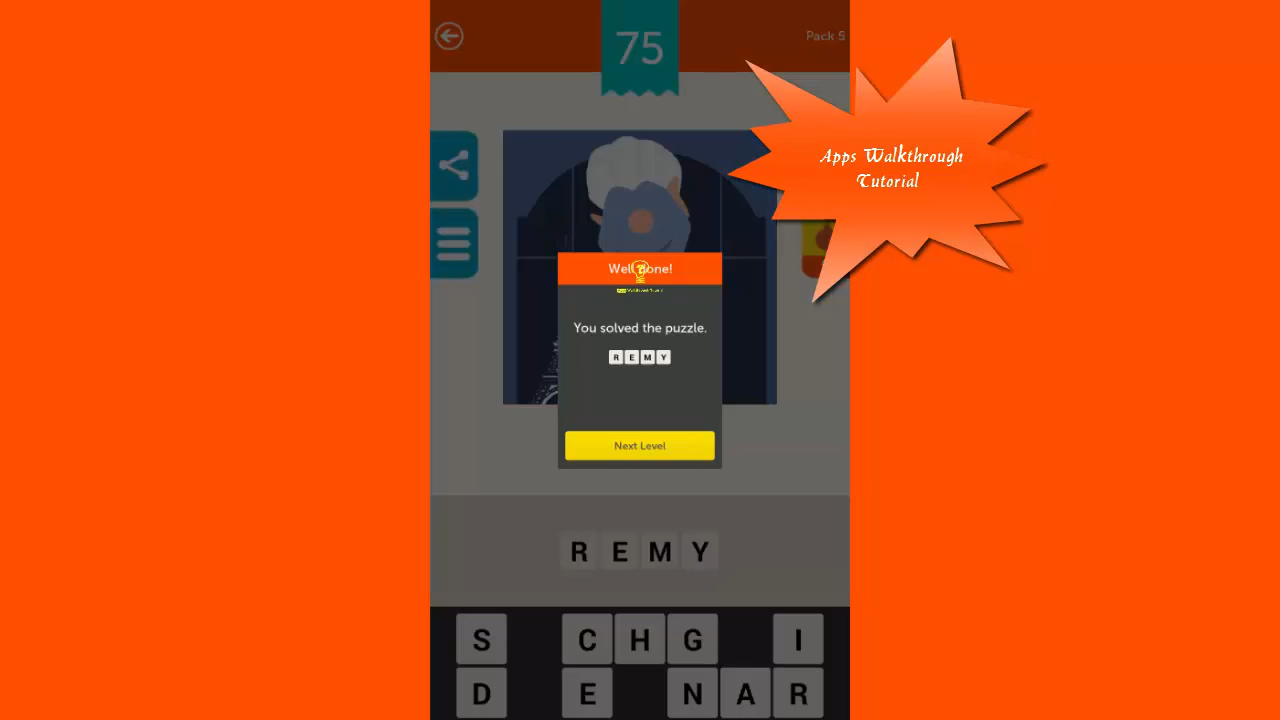 75
Pack 5
Apps Walkthrough
Tutorial
Well Done!
You solved the puzzle.
R E M Y
Next Level
R E M Y
S C H G I
D E N A R